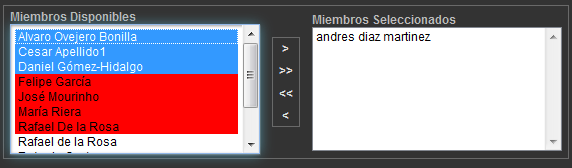 Miembros Disponibles
Alvaro Ovejero Bonilla
Cesar Apellido1
Daniel Gómez-Hidalgo
Felipe García
José Mourinho
María Riera
Rafael De la Rosa
Rafael de la Rosa
>
>>
<<
<
Miembros Seleccionados
andres diaz martinez